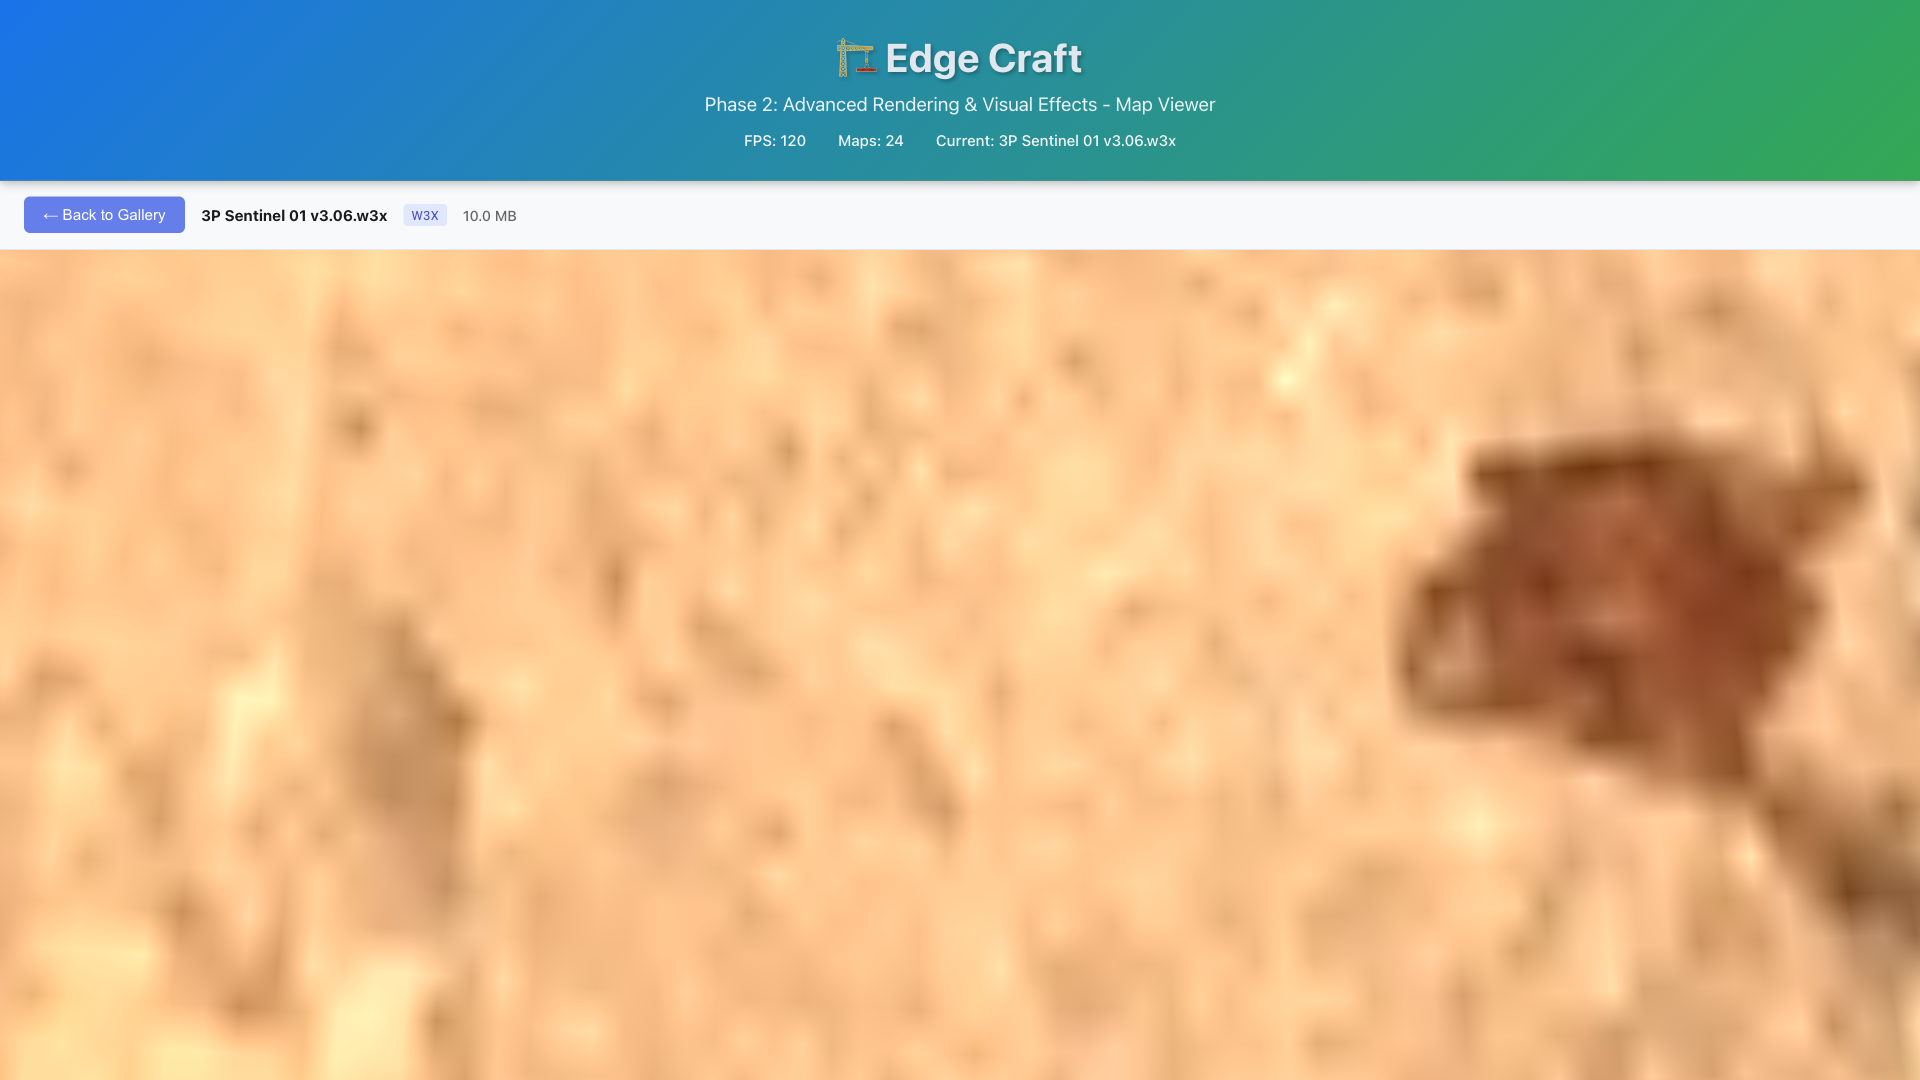 Edge Craft
Phase 2: Advanced Rendering & Visual Effects - Map Viewer
FPS: 120 Maps: 24 Current: 3P Sentinel 01 v3.06.w3x
← Back to Gallery 3P Sentinel 01 v3.06.w3x W3X 10.0 MB